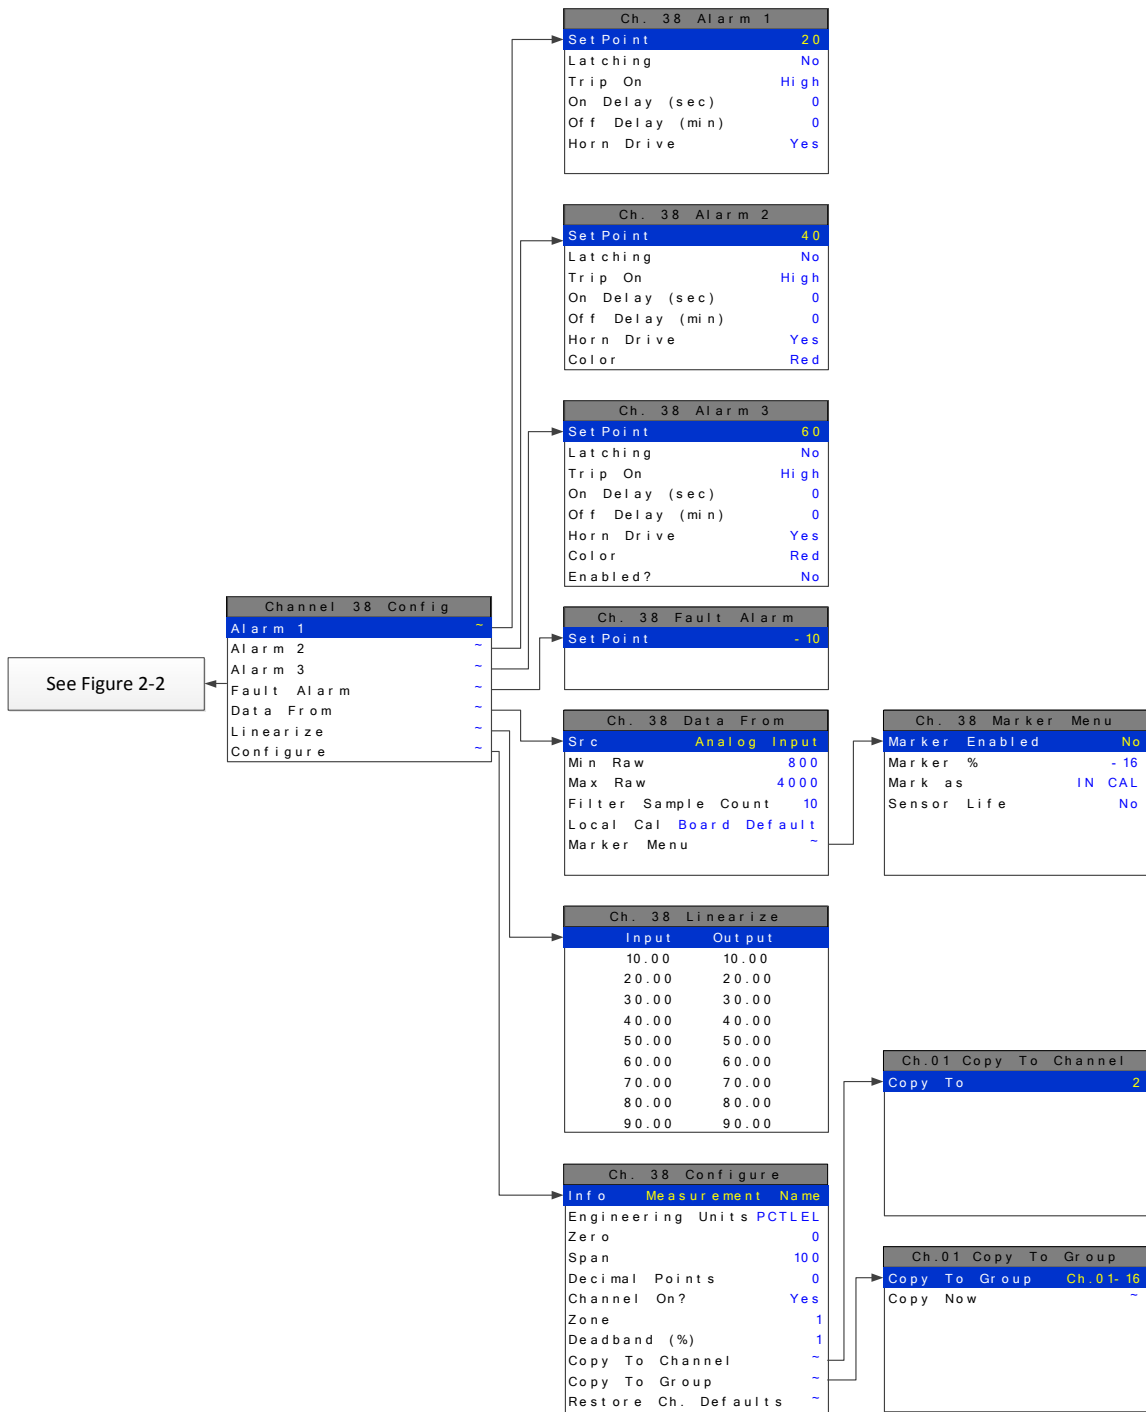 Ch. 38 Alarm 1
SetPoint 20
Latching No
Trip On High
On Delay (sec) 0
Off Delay (min) 0
Horn Drive Yes
Ch. 38 Alarm 2
SetPoint 40
Latching No
Trip On High
On Delay (sec) 0
Off Delay (min) 0
Horn Drive Yes
Color Red
Ch. 38 Alarm 3
SetPoint 60
Latching No
Trip On High
On Delay (sec) 0
Off Delay (min) 0
Horn Drive Yes
Color Red
Enabled? No
See Figure 2-2
Channel 38 Config
Alarm 1 ~
Alarm 2 ~
Alarm 3 ~
Fault Alarm ~
Data From ~
Linearize ~
Configure ~
Ch. 38 Fault Alarm
SetPoint -10
Ch. 38 Data From
Src Analog Input
Min Raw 800
Max Raw 4000
Filter Sample Count 10
Local Cal Board Default
Marker Menu ~
Ch. 38 Marker Menu
Marker Enabled No
Marker % -16
Mark as IN CAL
Sensor Life No
Ch. 38 Linearize
Input Output
10.00 10.00
20.00 20.00
30.00 30.00
40.00 40.00
50.00 50.00
60.00 60.00
70.00 70.00
80.00 80.00
90.00 90.00
Ch. 38 Configure
Info Measurement Name
Engineering Units PCTLEL
Zero 0
Span 100
Decimal Points 0
Channel On? Yes
Zone 1
Deadband (%) 1
Copy To Channel ~
Copy To Group ~
Restore Ch. Defaults ~
Ch.01 Copy To Channel
Copy To 2
Ch.01 Copy To Group
Copy To Group Ch.01-16
Copy Now ~